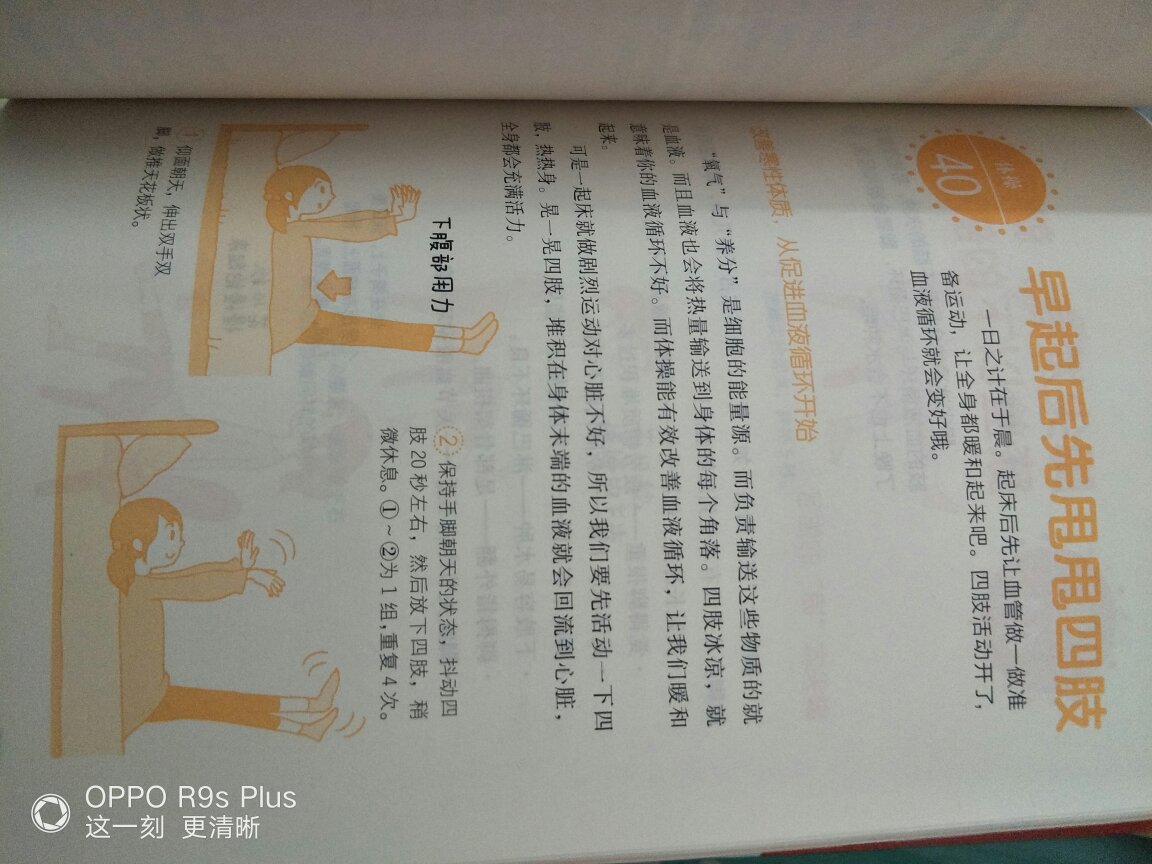 体操
40
早起后先甩甩四肢
一日之计在于晨。起床后先让血管做一做准
备运动，让全身都暖和起来吧。四肢活动开了，
血液循环就会变好哦。
改善寒性体质，从促进血液循环开始
“氧气”与“养分”是细胞的能量源。而负责输送这些物质的就
是血液。而且血液也会将热量输送到身体的每个角落。四肢冰凉，就
意味着你的血液循环不好。而体操能有效改善血液循环，让我们暖和
起来。
可是一起床就做剧烈运动对心脏不好，所以我们要先活动一下四
肢，热热身。晃一晃四肢，堆积在身体末端的血液就会回流到心脏，
全身都会充满活力。
下腹部用力
① 仰面朝天，伸出双手双
脚，做推天花板状。
② 保持手脚朝天的状态，抖动四
肢 20 秒左右，然后放下四肢，稍
微休息。①~②为 1 组，重复 4 次。
OPPO R9s Plus
这一刻 更清晰